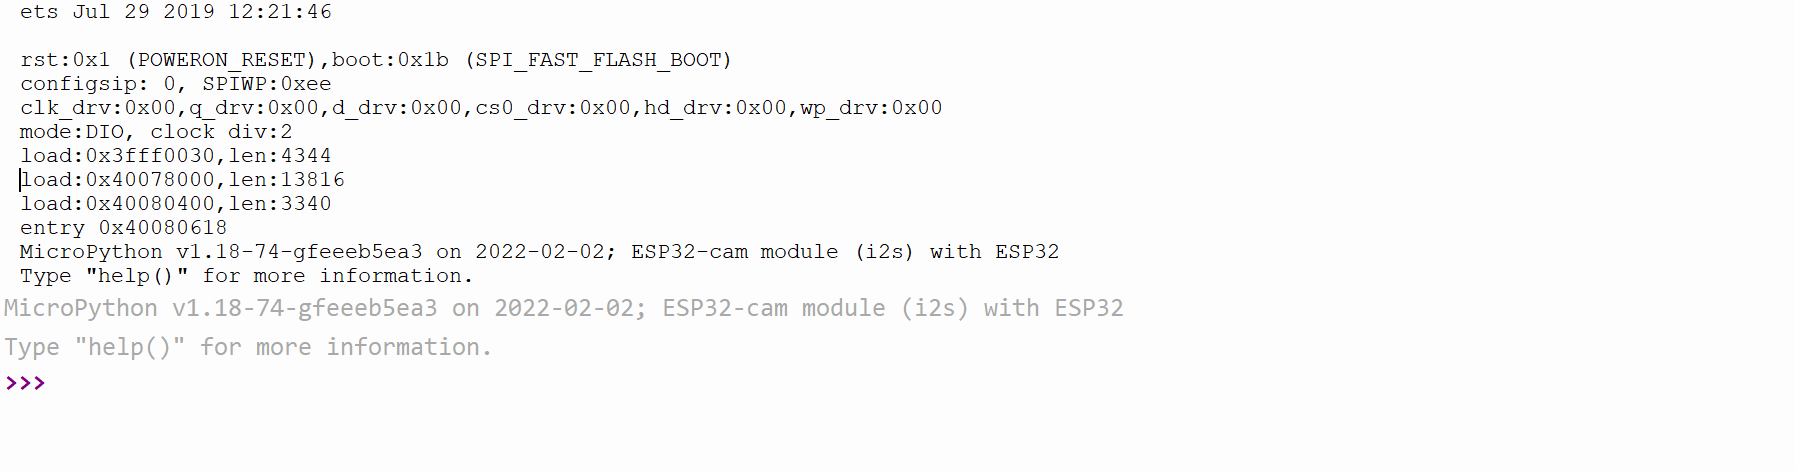 ets Jul 29 2019 12:21:46
rst:0x1 (POWERON_RESET),boot:0x1b (SPI_FAST_FLASH_BOOT)
configsip: 0, SPIWP:0xee
clk_drv:0x00,q_drv:0x00,d_drv:0x00,cs0_drv:0x00,hd_drv:0x00,wp_drv:0x00
mode:DIO, clock div:2
load:0x3fff0030,len:4344
load:0x40078000,len:13816
load:0x40080400,len:3340
entry 0x40080618
MicroPython v1.18-74-gfeeeb5ea3 on 2022-02-02; ESP32-cam module (i2s) with ESP32
Type "help()" for more information.
MicroPython v1.18-74-gfeeeb5ea3 on 2022-02-02; ESP32-cam module (i2s) with ESP32
Type "help()" for more information.
>>>